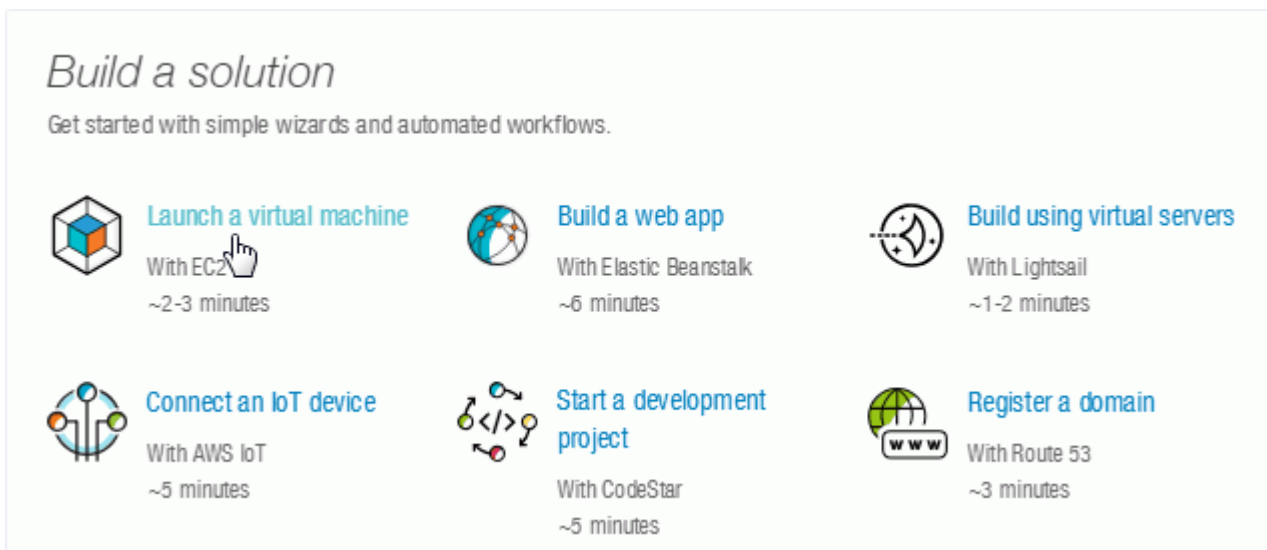 Build a solution
Get started with simple wizards and automated workflows.
Launch a virtual machine
With EC2
~2-3 minutes
Build a web app
With Elastic Beanstalk
~6 minutes
Build using virtual servers
With Lightsail
~1-2 minutes
Connect an IoT device
With AWS IoT
~5 minutes
Start a development
project
With CodeStar
~5 minutes
www
Register a domain
With Route 53
~3 minutes